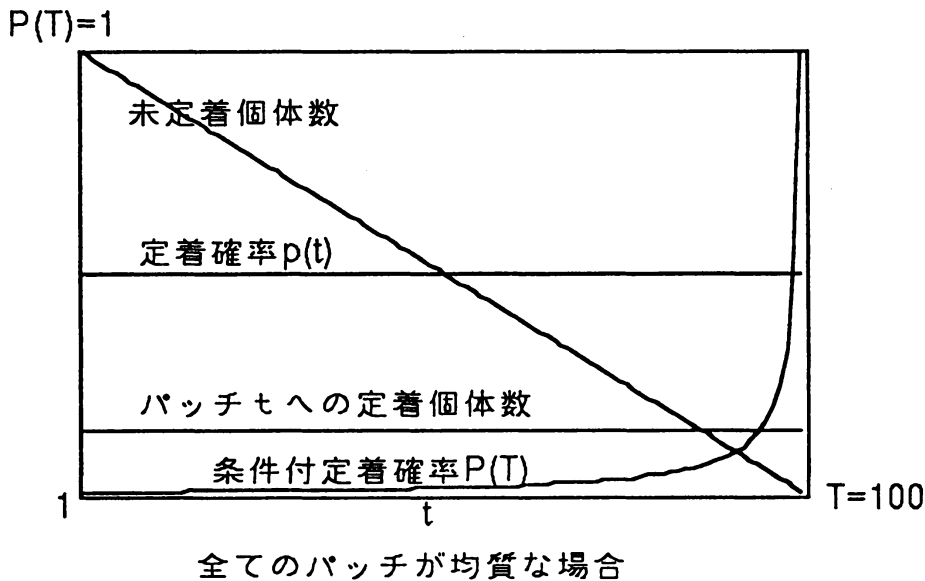 P(T)=1
未定着個体数
定着確率p(t)
パッチtへの定着個体数
条件付定着確率P(T)
1
t
T=100
全てのパッチが均質な場合